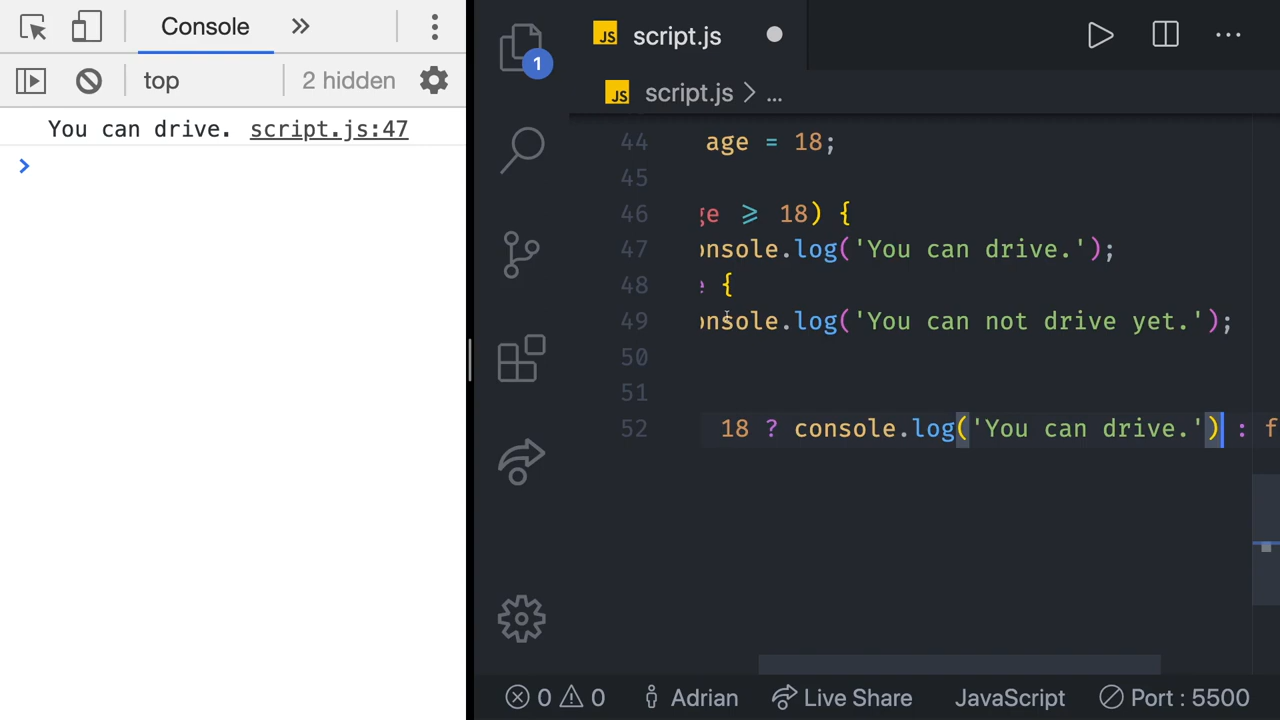 Console
top
2 hidden
You can drive. script.js:47
1
JS script.js
JS script.js > ...
44 age = 18;
45
46 ge >= 18) {
47 onsole.log('You can drive.');
48 e {
49 onsole.log('You can not drive yet.');
50
51
52 18 ? console.log('You can drive.') : f
0 0 Adrian Live Share JavaScript Port : 5500